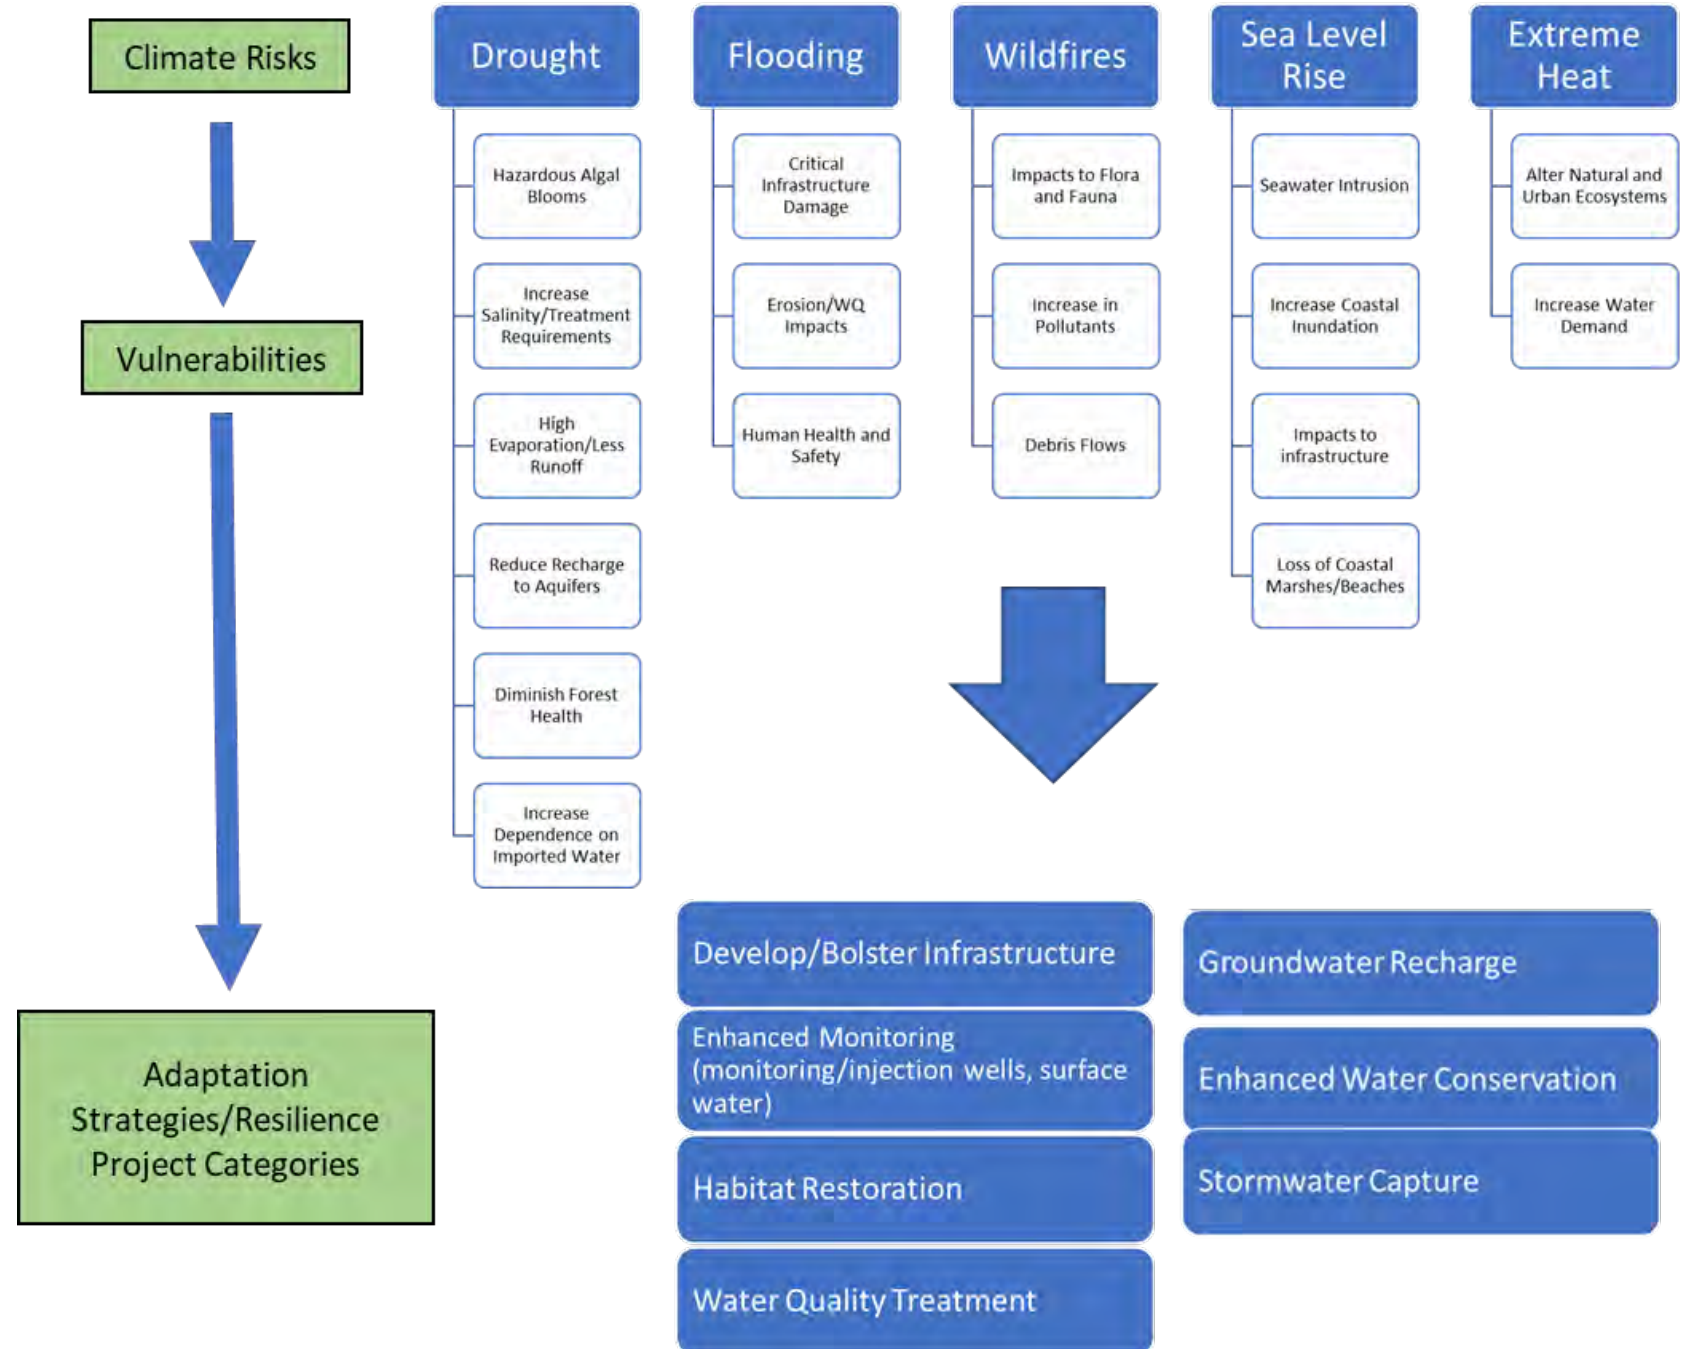 Climate Risks
Vulnerabilities
Adaptation
Strategies/Resilience
Project Categories
Drought
Hazardous Algal
Blooms
Increase
Salinity/Treatment
Requirements
High
Evaporation/Less
Runoff
Reduce Recharge
to Aquifers
Diminish Forest
Health
Increase
Dependence on
Imported Water
Flooding
Critical
Infrastructure
Damage
Erosion/WQ
Impacts
Human Health and
Safety
Wildfires
Impacts to Flora
and Fauna
Increase in
Pollutants
Debris Flows
Sea Level
Rise
Seawater Intrusion
Increase Coastal
Inundation
Impacts to
infrastructure
Loss of Coastal
Marshes/Beaches
Extreme
Heat
Alter Natural and
Urban Ecosystems
Increase Water
Demand
Develop/Bolster Infrastructure
Enhanced Monitoring
(monitoring/injection wells, surface
water)
Habitat Restoration
Water Quality Treatment
Groundwater Recharge
Enhanced Water Conservation
Stormwater Capture